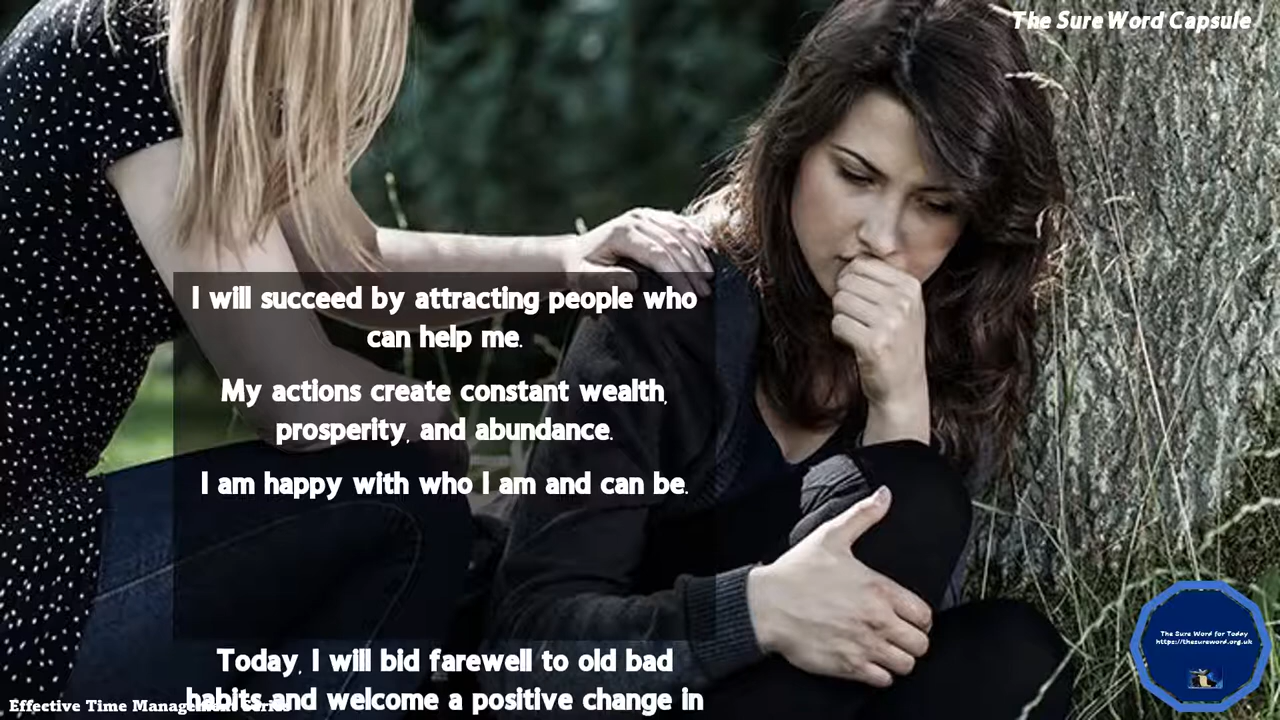 The Sure Word Capsule
I will succeed by attracting people who
can help me.
My actions create constant wealth,
prosperity, and abundance.
I am happy with who I am and can be.
Today, I will bid farewell to old bad
habits and welcome a positive change in
Effective Time Management Series
The Sure Word for Today
https://thesureword.org.uk